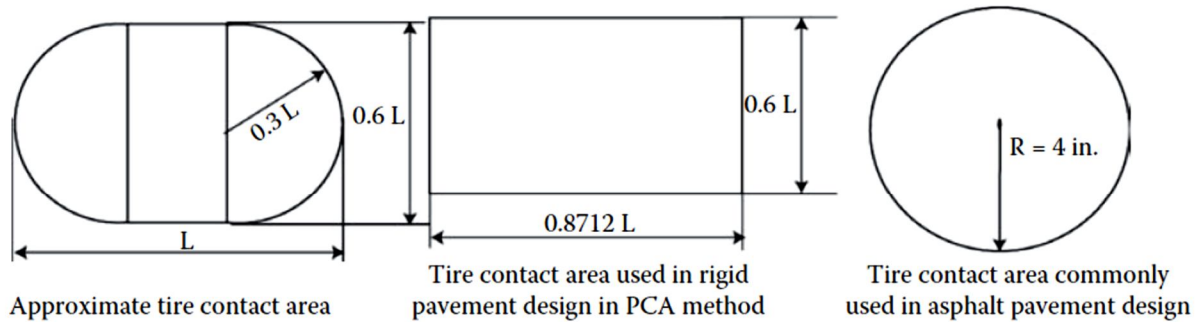 0.3 L
0.6 L
L
Approximate tire contact area
0.6 L
0.8712 L
Tire contact area used in rigid
pavement design in PCA method
R = 4 in.
Tire contact area commonly
used in asphalt pavement design